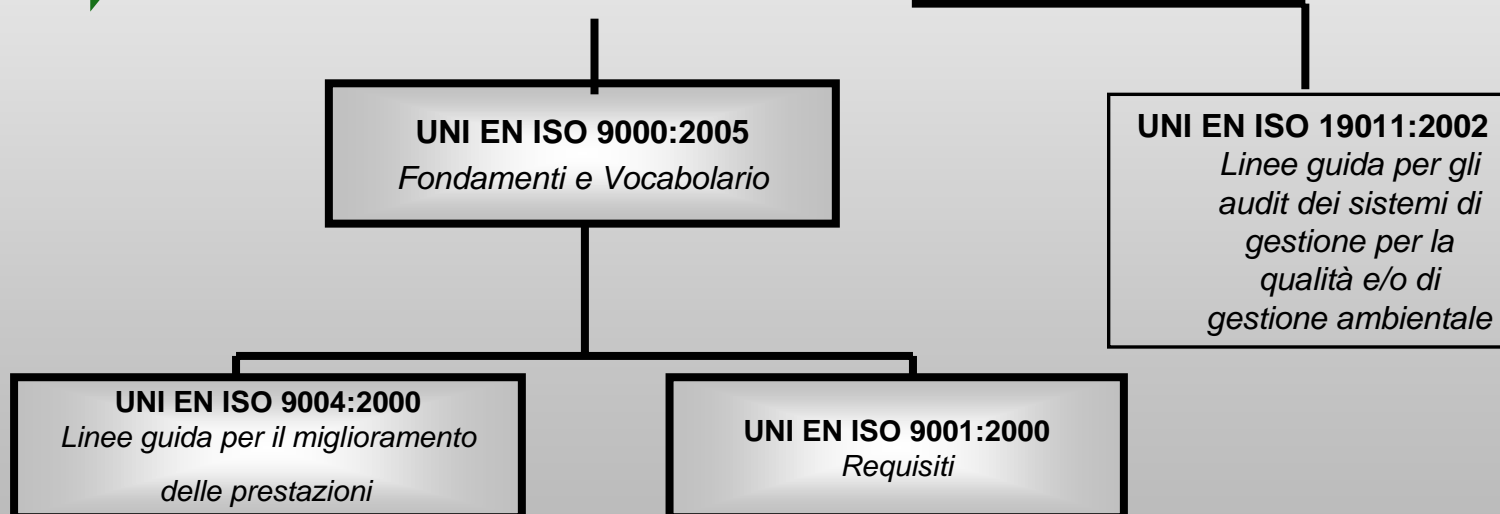 UNI EN ISO 9000:2005
Fondamenti e Vocabolario
UNI EN ISO 19011:2002
Linee guida per gli
audit dei sistemi di
gestione per la
qualità e/o di
gestione ambientale
UNI EN ISO 9004:2000
Linee guida per il miglioramento
delle prestazioni
UNI EN ISO 9001:2000
Requisiti